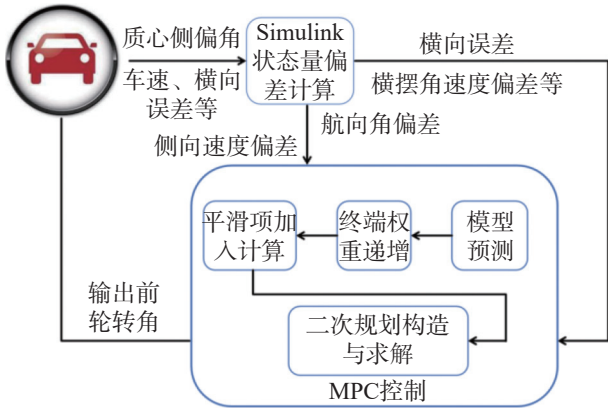 质心侧偏角
车速、横向
误差等
Simulink
状态量偏
差计算
横向误差
横摆角速度偏差等
航向角偏差
侧向速度偏差
平滑项加
入计算
终端权
重递增
模型
预测
输出前
轮转角
二次规划构造
与求解
MPC控制